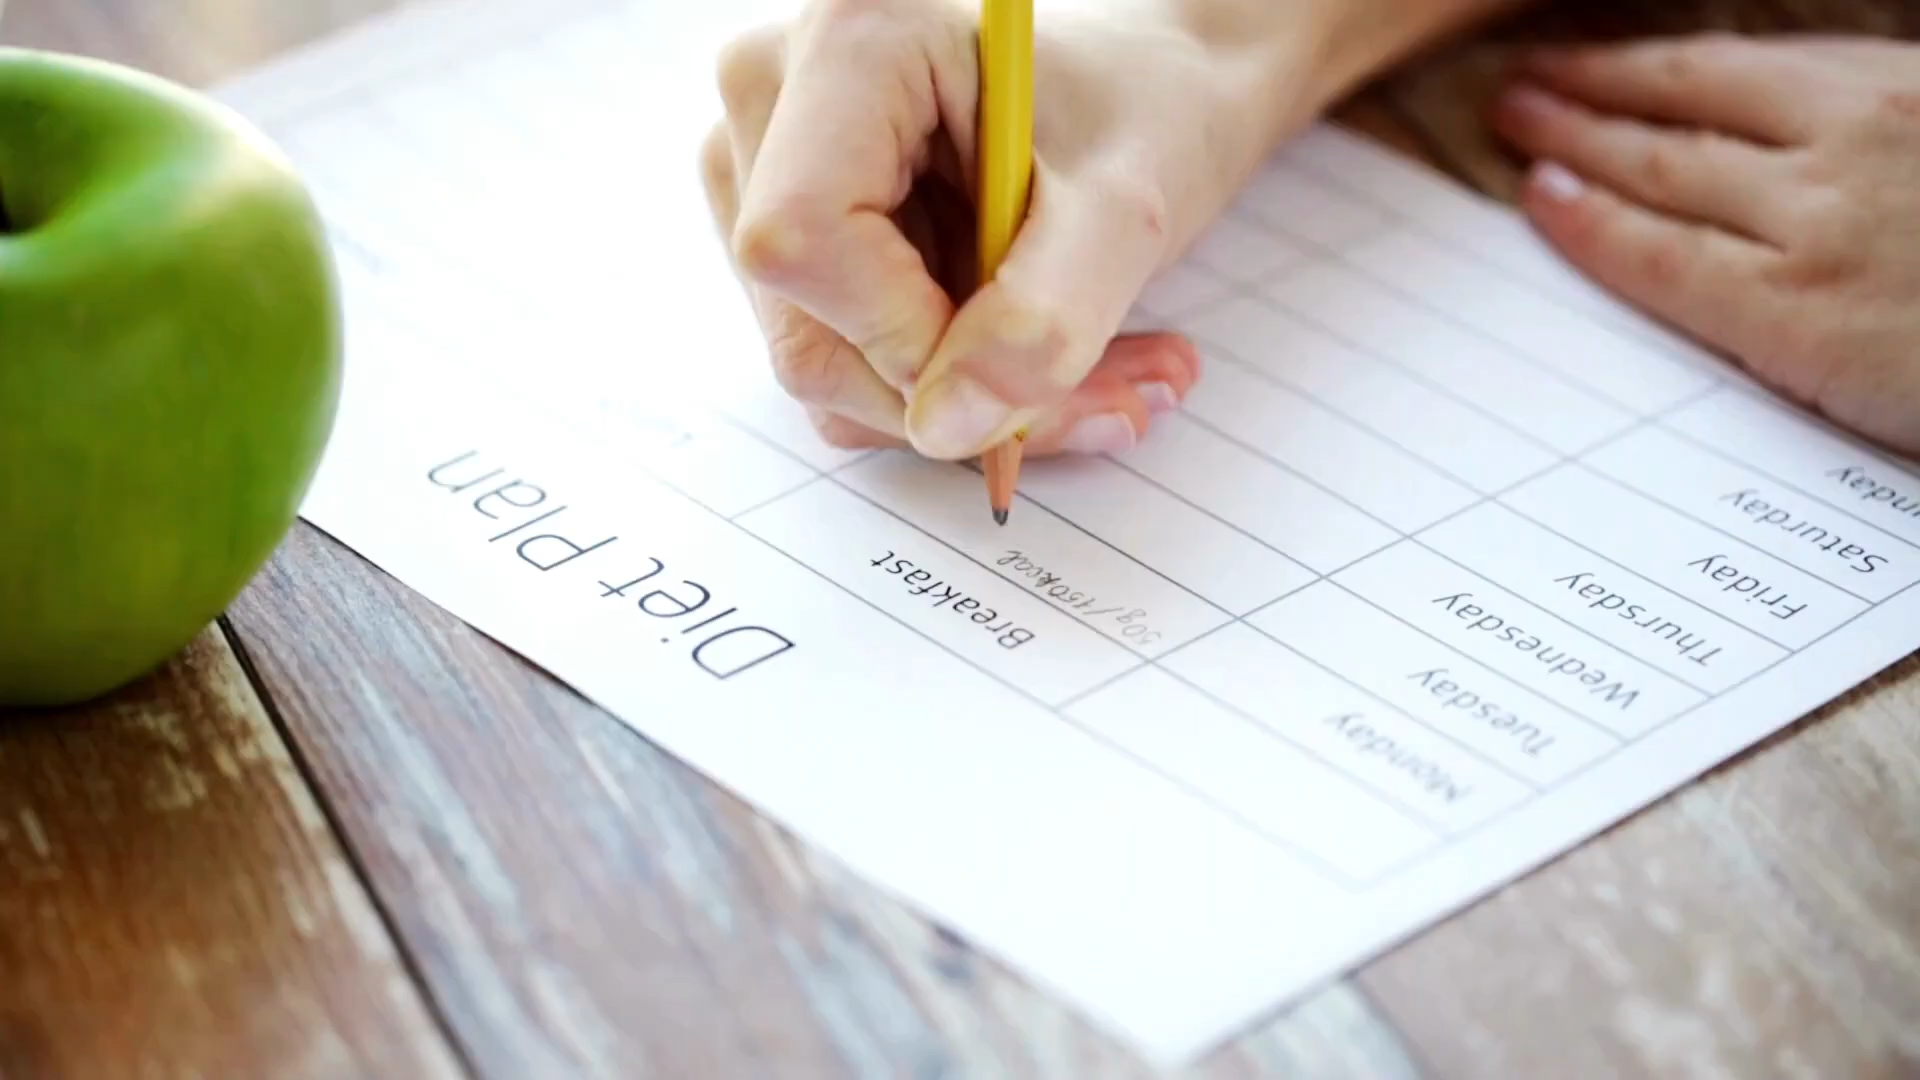 Diet Plan
Breakfast
Monday
50g/150kcal
Tuesday
Wednesday
Thursday
Friday
Saturday